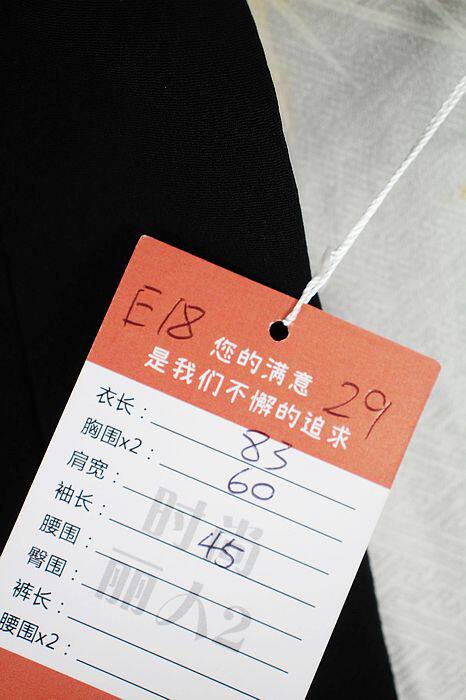 E18
您的满意
是我们不懈的追求
29
衣长： 83
胸围x2： 60
肩宽：
袖长： 45
腰围：
臀围：
裤长：
腰围x2：
时尚
丽人2